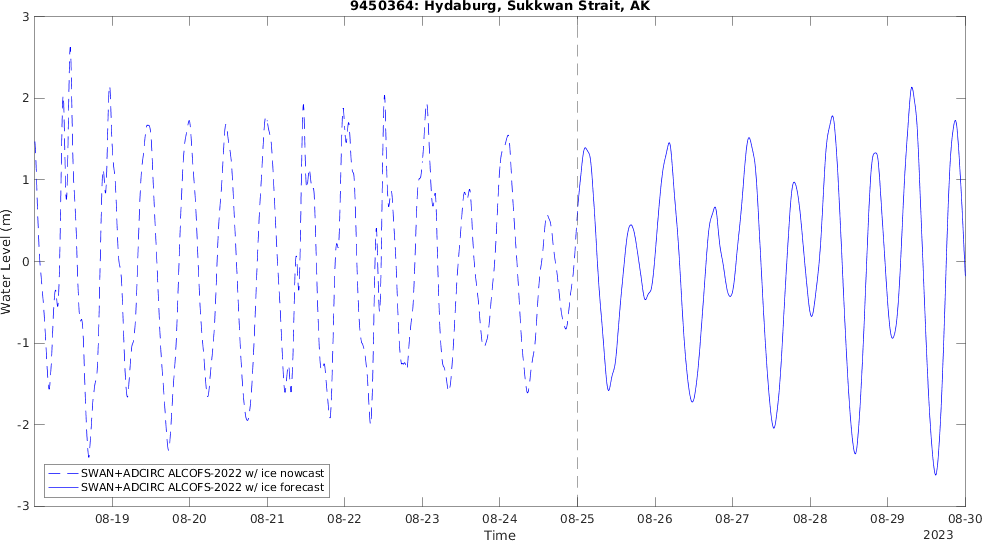 9450364: Hydaburg, Sukkwan Strait, AK
3
2
1
0
-1
-2
-3
Water Level (m)
SWAN+ADCIRC ALCOFS-2022 w/ ice nowcast
SWAN+ADCIRC ALCOFS-2022 w/ ice forecast
08-19 08-20 08-21 08-22 08-23 08-24 08-25 08-26 08-27 08-28 08-29 08-30
Time 2023